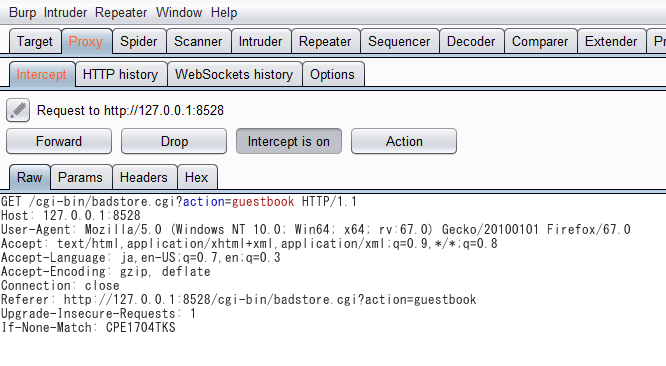 Burp Intruder Repeater Window Help
Target Proxy Spider Scanner Intruder Repeater Sequencer Decoder Comparer Extender Pr
Intercept HTTP history WebSockets history Options
Request to http://127.0.0.1:8528
Forward Drop Intercept is on Action
Raw Params Headers Hex
GET /cgi-bin/badstore.cgi?action=guestbook HTTP/1.1
Host: 127.0.0.1:8528
User-Agent: Mozilla/5.0 (Windows NT 10.0; Win64; x64; rv:67.0) Gecko/20100101 Firefox/67.0
Accept: text/html,application/xhtml+xml,application/xml;q=0.9,*/*;q=0.8
Accept-Language: ja,en-US;q=0.7,en;q=0.3
Accept-Encoding: gzip, deflate
Connection: close
Referer: http://127.0.0.1:8528/cgi-bin/badstore.cgi?action=guestbook
Upgrade-Insecure-Requests: 1
If-None-Match: CPE1704TKS